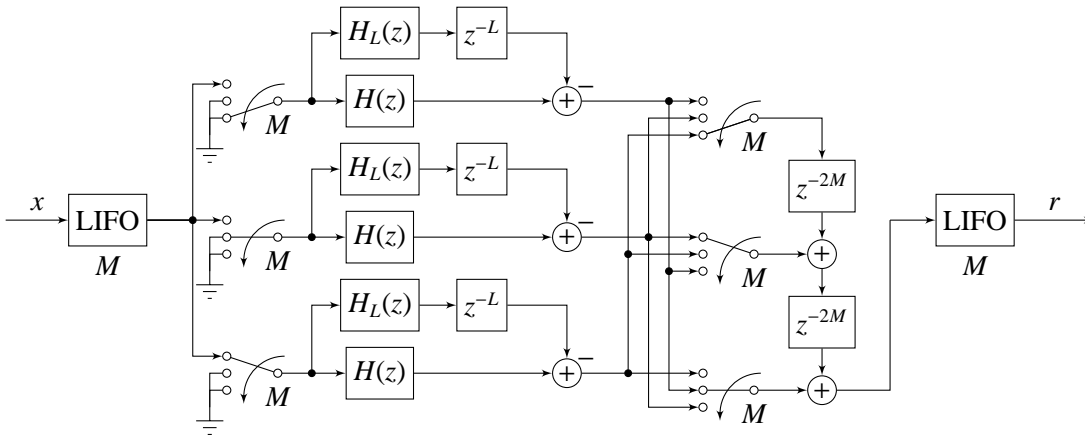 H_L(z) z^{-L}
−
H(z) +
M M
H_L(z) z^{-L} z^{-2M}
x LIFO − LIFO r
H(z) + +
M M M M
H_L(z) z^{-L} z^{-2M}
−
H(z) + +
M M